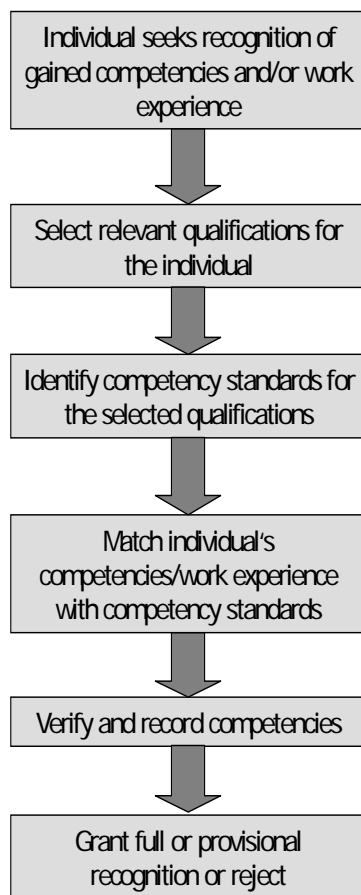 Individual seeks recognition of
gained competencies and/or work
experience
Select relevant qualifications for
the individual
Identify competency standards for
the selected qualifications
Match individual‘s
competencies/work experience
with competency standards
Verify and record competencies
Grant full or provisional
recognition or reject